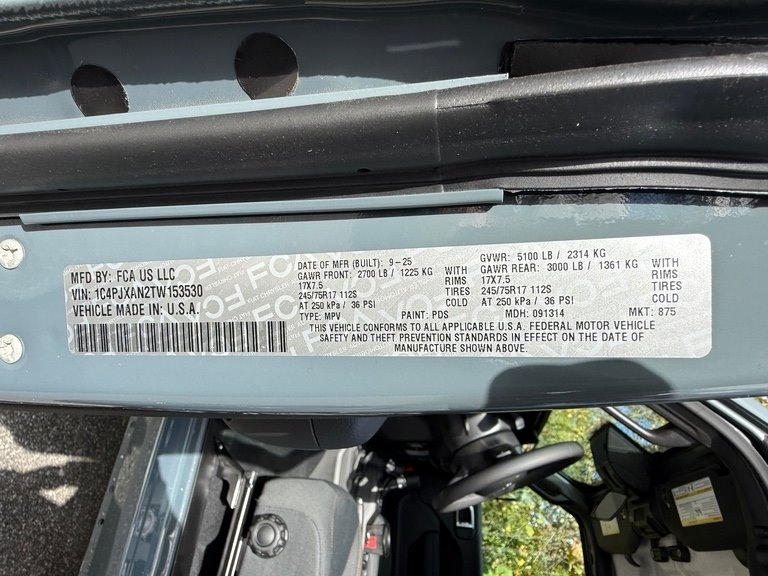 MFD BY: FCA US LLC
VIN: 1C4PJXAN2TW153530
VEHICLE MADE IN: U.S.A.
DATE OF MFR (BUILT): 9-25
GAWR FRONT: 2700 LB / 1225 KG WITH
17X7.5 RIMS
245/75R17 112S TIRES
AT 250 kPa / 36 PSI COLD
GVWR: 5100 LB / 2314 KG
GAWR REAR: 3000 LB / 1361 KG WITH
17X7.5 RIMS
245/75R17 112S TIRES
AT 250 kPa / 36 PSI COLD
TYPE: MPV PAINT: PDS MDH: 091314 MKT: 875
THIS VEHICLE CONFORMS TO ALL APPLICABLE U.S.A. FEDERAL MOTOR VEHICLE
SAFETY AND THEFT PREVENTION STANDARDS IN EFFECT ON THE DATE OF
MANUFACTURE SHOWN ABOVE.